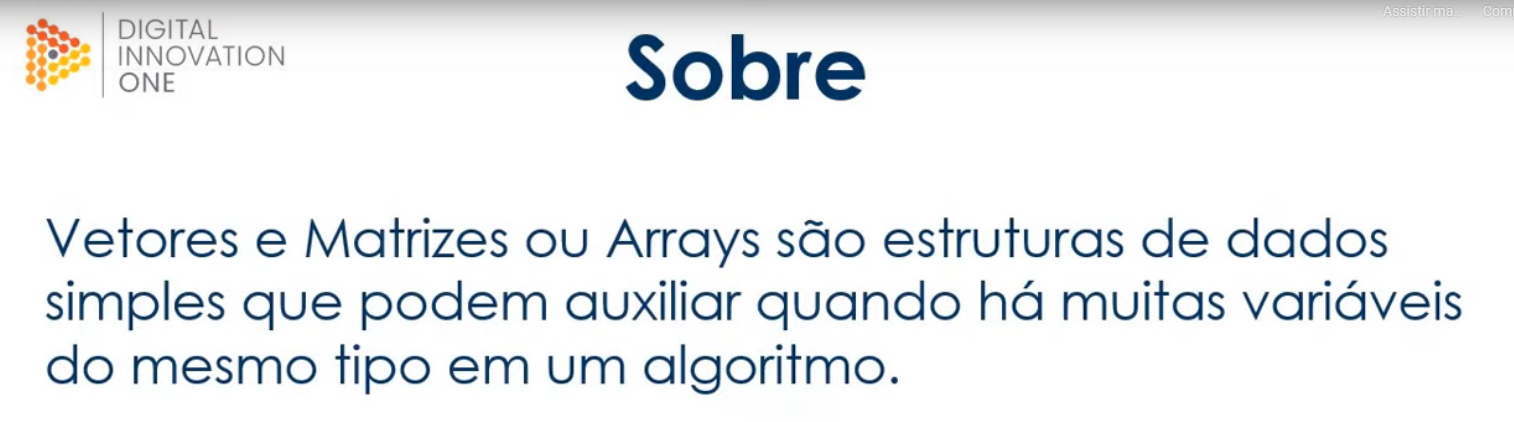 Assistir ma...
DIGITAL
INNOVATION
ONE
Sobre
Vetores e Matrizes ou Arrays são estruturas de dados
simples que podem auxiliar quando há muitas variáveis
do mesmo tipo em um algoritmo.